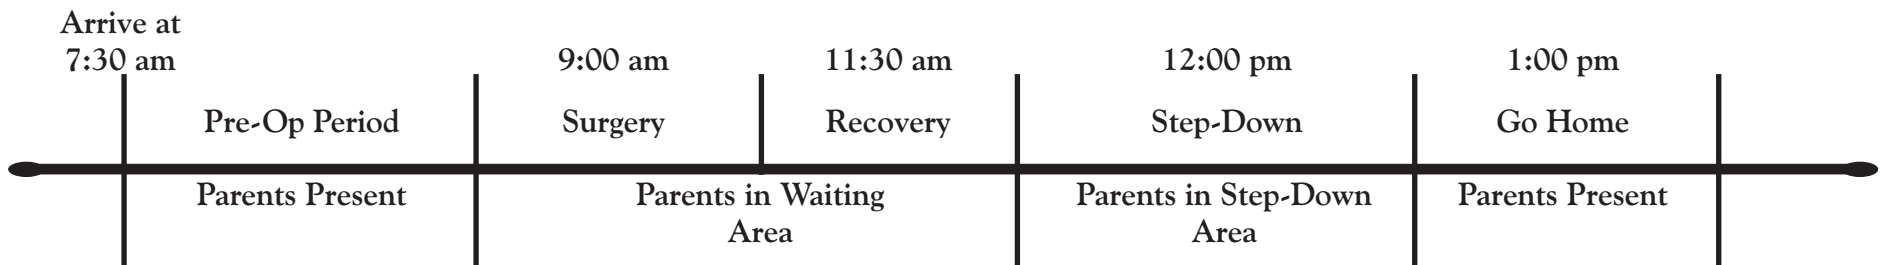 Arrive at
7:30 am
9:00 am
11:30 am
12:00 pm
1:00 pm
Pre-Op Period
Surgery
Recovery
Step-Down
Go Home
Parents Present
Parents in Waiting
Area
Parents in Step-Down
Area
Parents Present